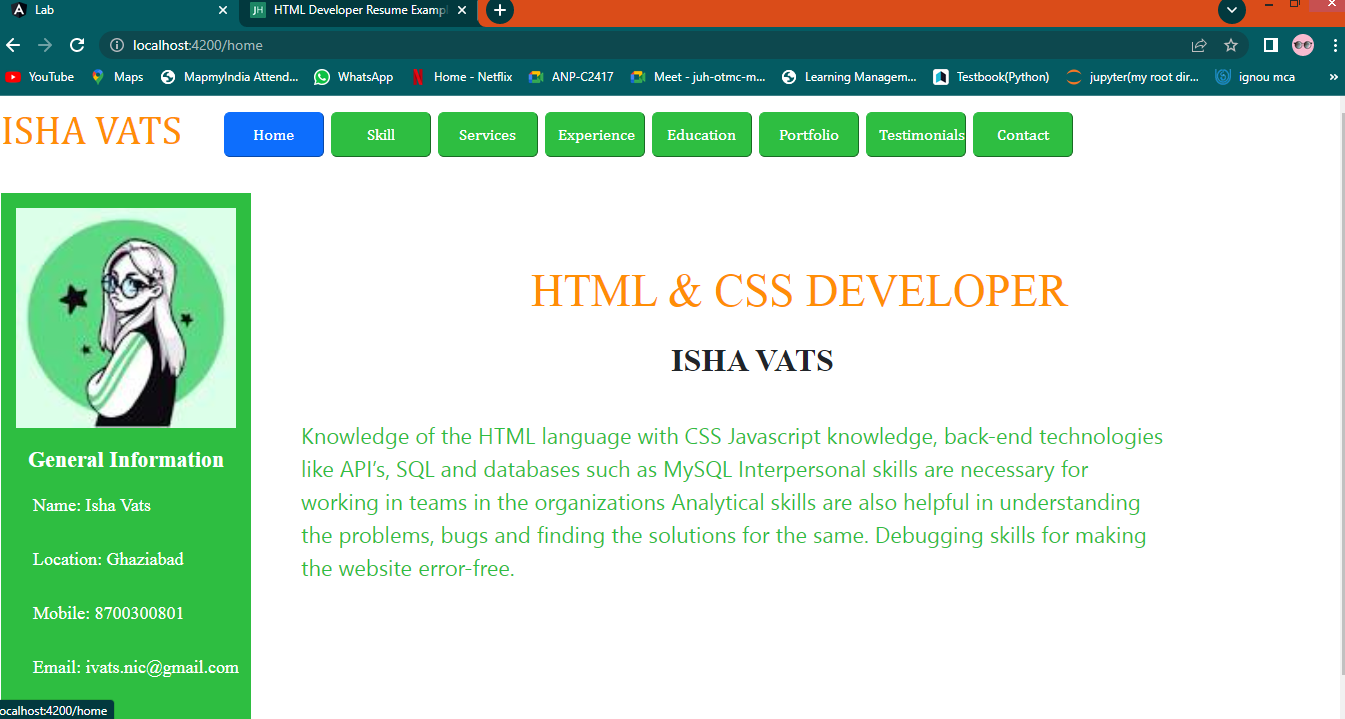 Lab
JH HTML Developer Resume Exampl
localhost:4200/home
YouTube Maps MapmyIndia Attend... WhatsApp Home - Netflix ANP-C2417 Meet - juh-otmc-m... Learning Managem... Testbook(Python) jupyter(my root dir... ignou mca »
ISHA VATS
Home Skill Services Experience Education Portfolio Testimonials Contact
HTML & CSS DEVELOPER
ISHA VATS
Knowledge of the HTML language with CSS Javascript knowledge, back-end technologies
like API's, SQL and databases such as MySQL Interpersonal skills are necessary for
working in teams in the organizations Analytical skills are also helpful in understanding
the problems, bugs and finding the solutions for the same. Debugging skills for making
the website error-free.
General Information
Name: Isha Vats
Location: Ghaziabad
Mobile: 8700300801
Email: ivats.nic@gmail.com
ocalhost:4200/home